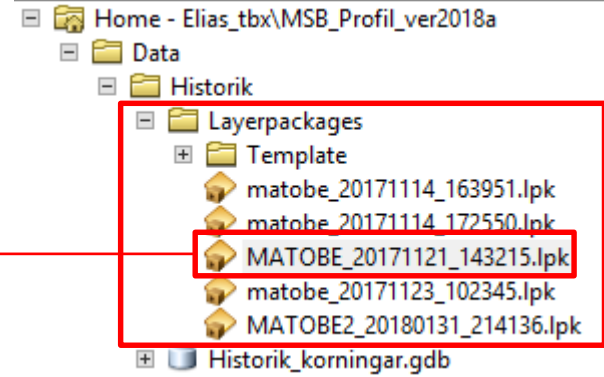 Home - Elias_tbx\MSB_Profil_ver2018a
Data
Historik
Layerpackages
Template
matobe_20171114_163951.lpk
matobe_20171114_172550.lpk
MATOBE_20171121_143215.lpk
matobe_20171123_102345.lpk
MATOBE2_20180131_214136.lpk
Historik_korningar.gdb